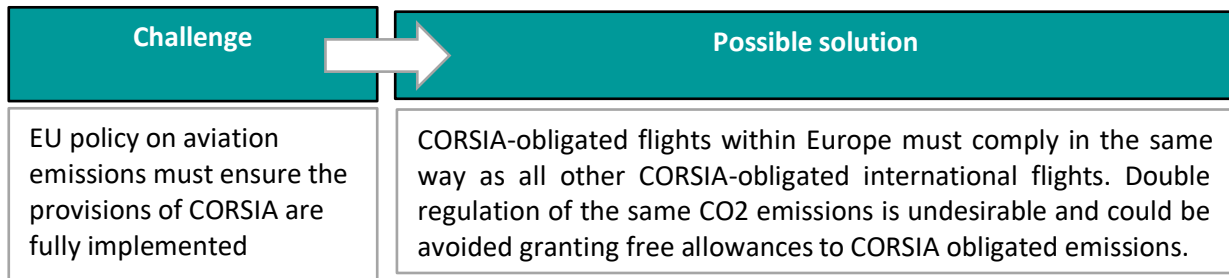 Challenge
Possible solution
EU policy on aviation
emissions must ensure the
provisions of CORSIA are
fully implemented
CORSIA-obligated flights within Europe must comply in the same
way as all other CORSIA-obligated international flights. Double
regulation of the same CO2 emissions is undesirable and could be
avoided granting free allowances to CORSIA obligated emissions.